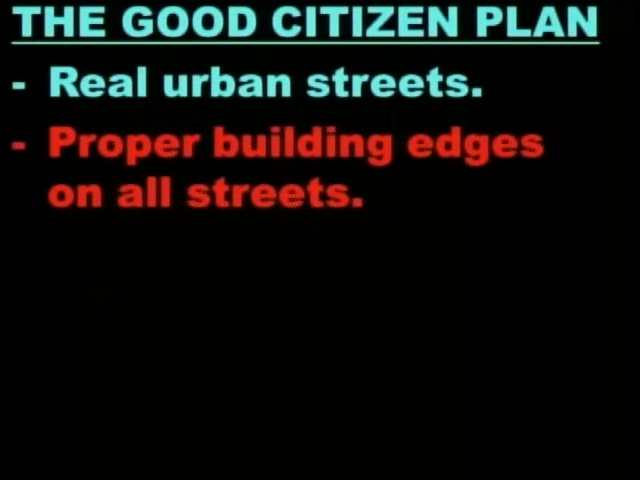 THE GOOD CITIZEN PLAN
- Real urban streets.
- Proper building edges
on all streets.